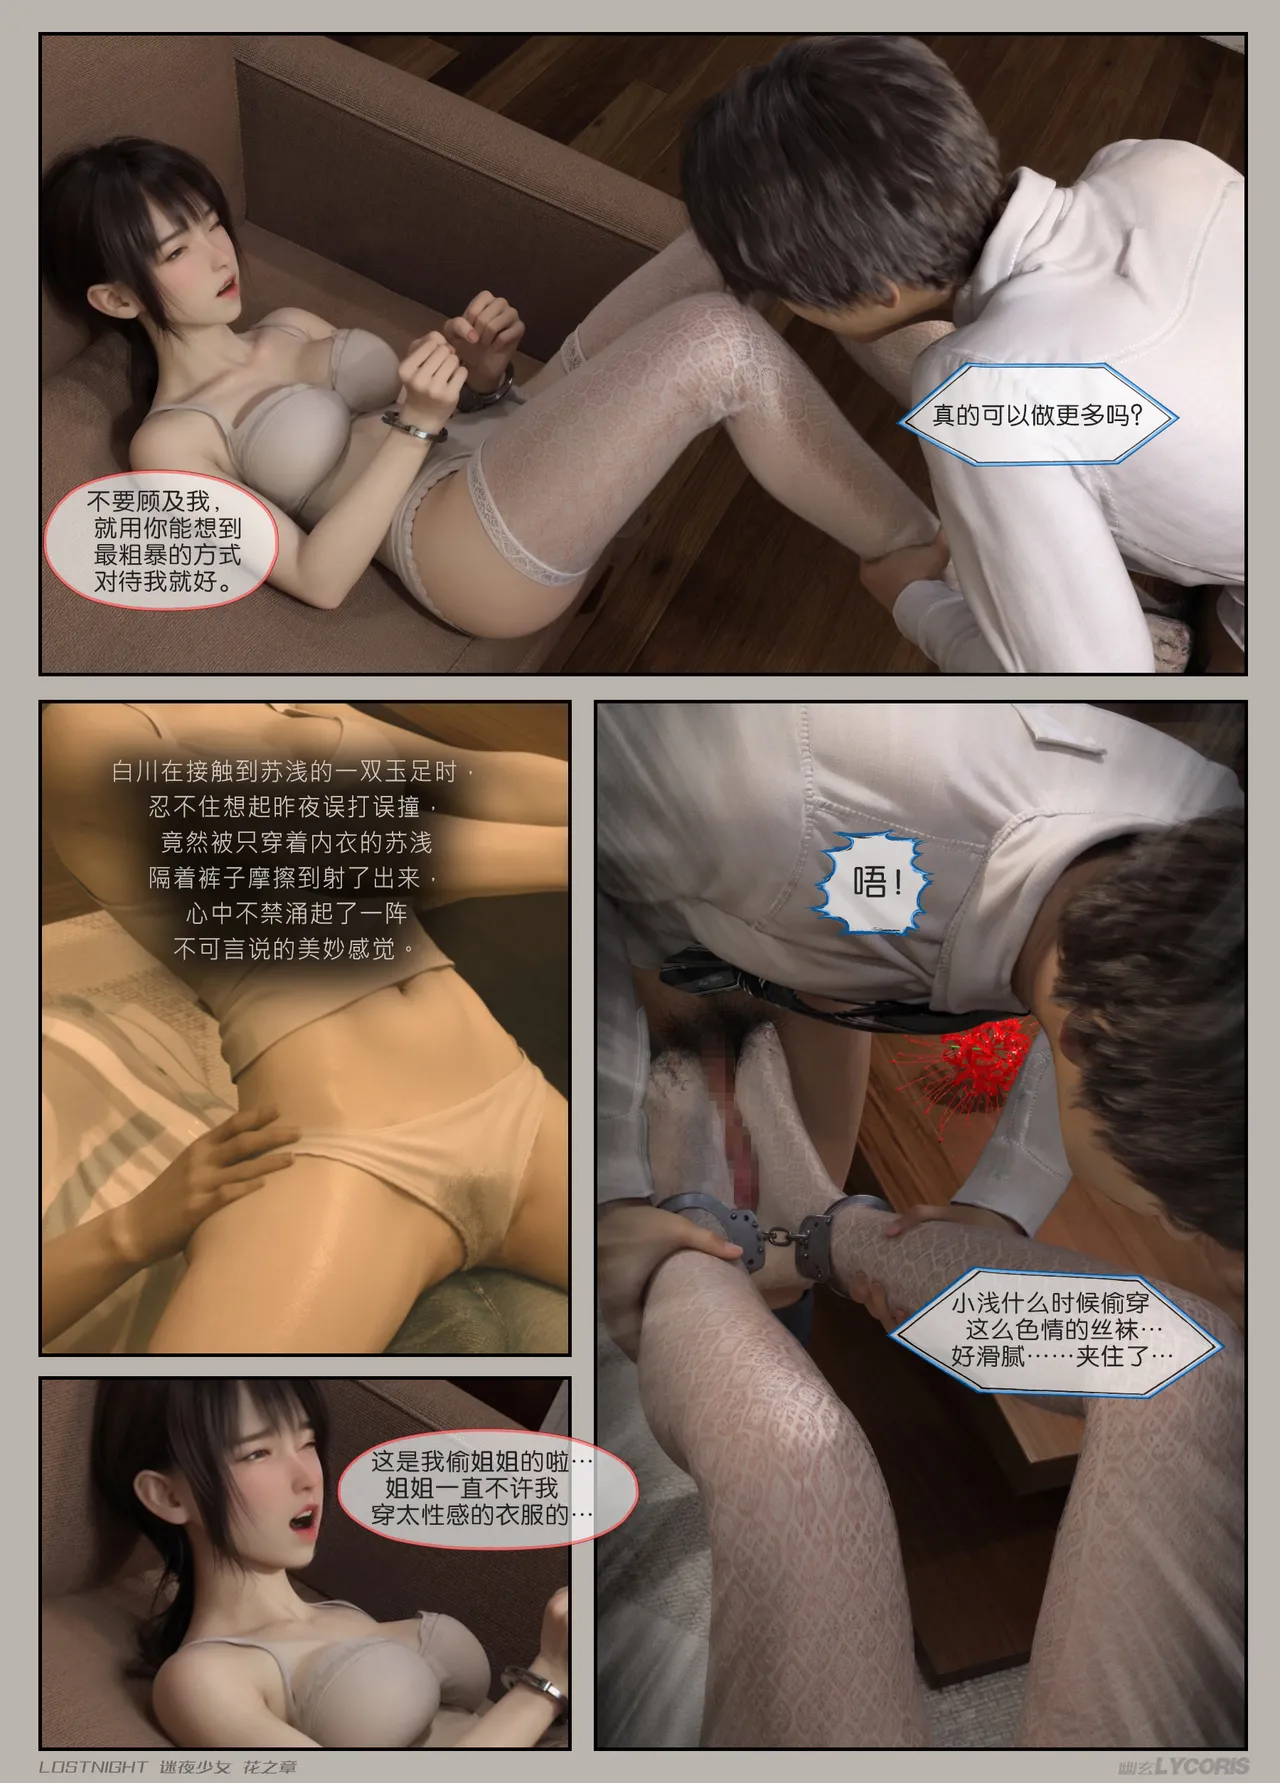 真的可以做更多吗?
不要顾及我，
就用你能想到
最粗暴的方式
对待我就好。
白川在接触到苏浅的一双玉足时，
忍不住想起昨夜误打误撞，
竟然被只穿着内衣的苏浅
隔着裤子摩擦到射了出来，
心中不禁涌起了一阵
不可言说的美妙感觉。
唔!
小浅什么时候偷穿
这么色情的丝袜…
好滑腻……夹住了…
这是我偷姐姐的啦…
姐姐一直不许我
穿太性感的衣服的…
LOSTNIGHT 迷夜少女 花之章
幽玄LYCORIS